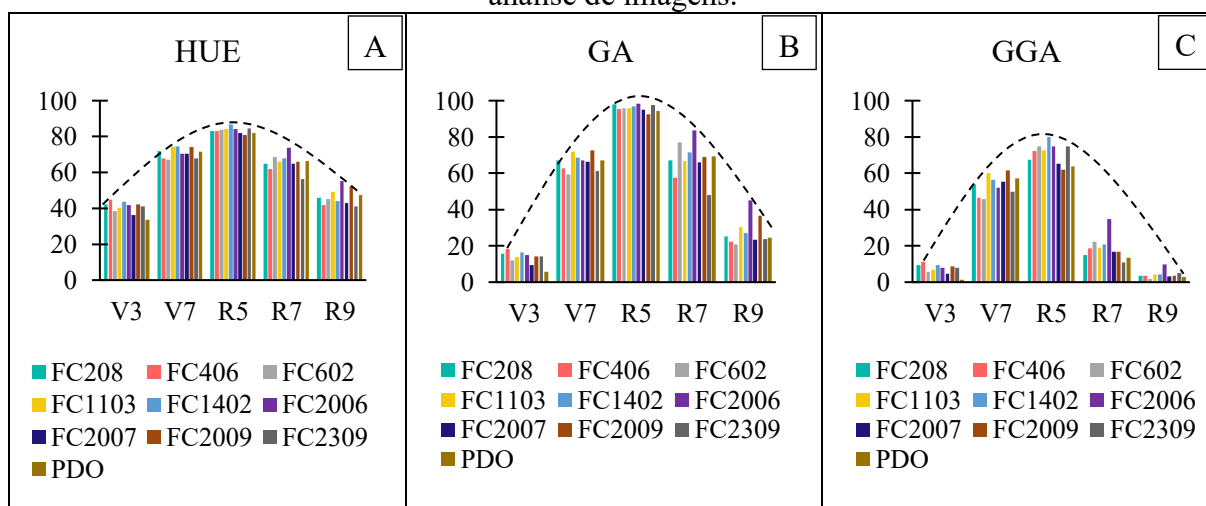 análise de imagens.
HUE
A
100
80
60
40
20
0
V3 V7 R5 R7 R9
FC208 FC406 FC602
FC1103 FC1402 FC2006
FC2007 FC2009 FC2309
PDO
GA
B
100
80
60
40
20
0
V3 V7 R5 R7 R9
FC208 FC406 FC602
FC1103 FC1402 FC2006
FC2007 FC2009 FC2309
PDO
GGA
C
100
80
60
40
20
0
V3 V7 R5 R7 R9
FC208 FC406 FC602
FC1103 FC1402 FC2006
FC2007 FC2009 FC2309
PDO